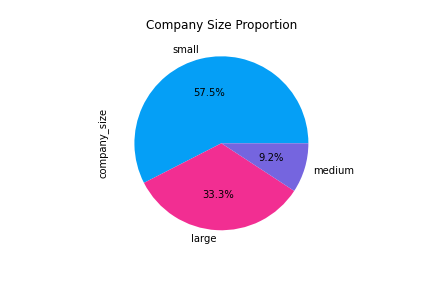 Company Size Proportion
small
57.5%
company_size
9.2%
medium
33.3%
large